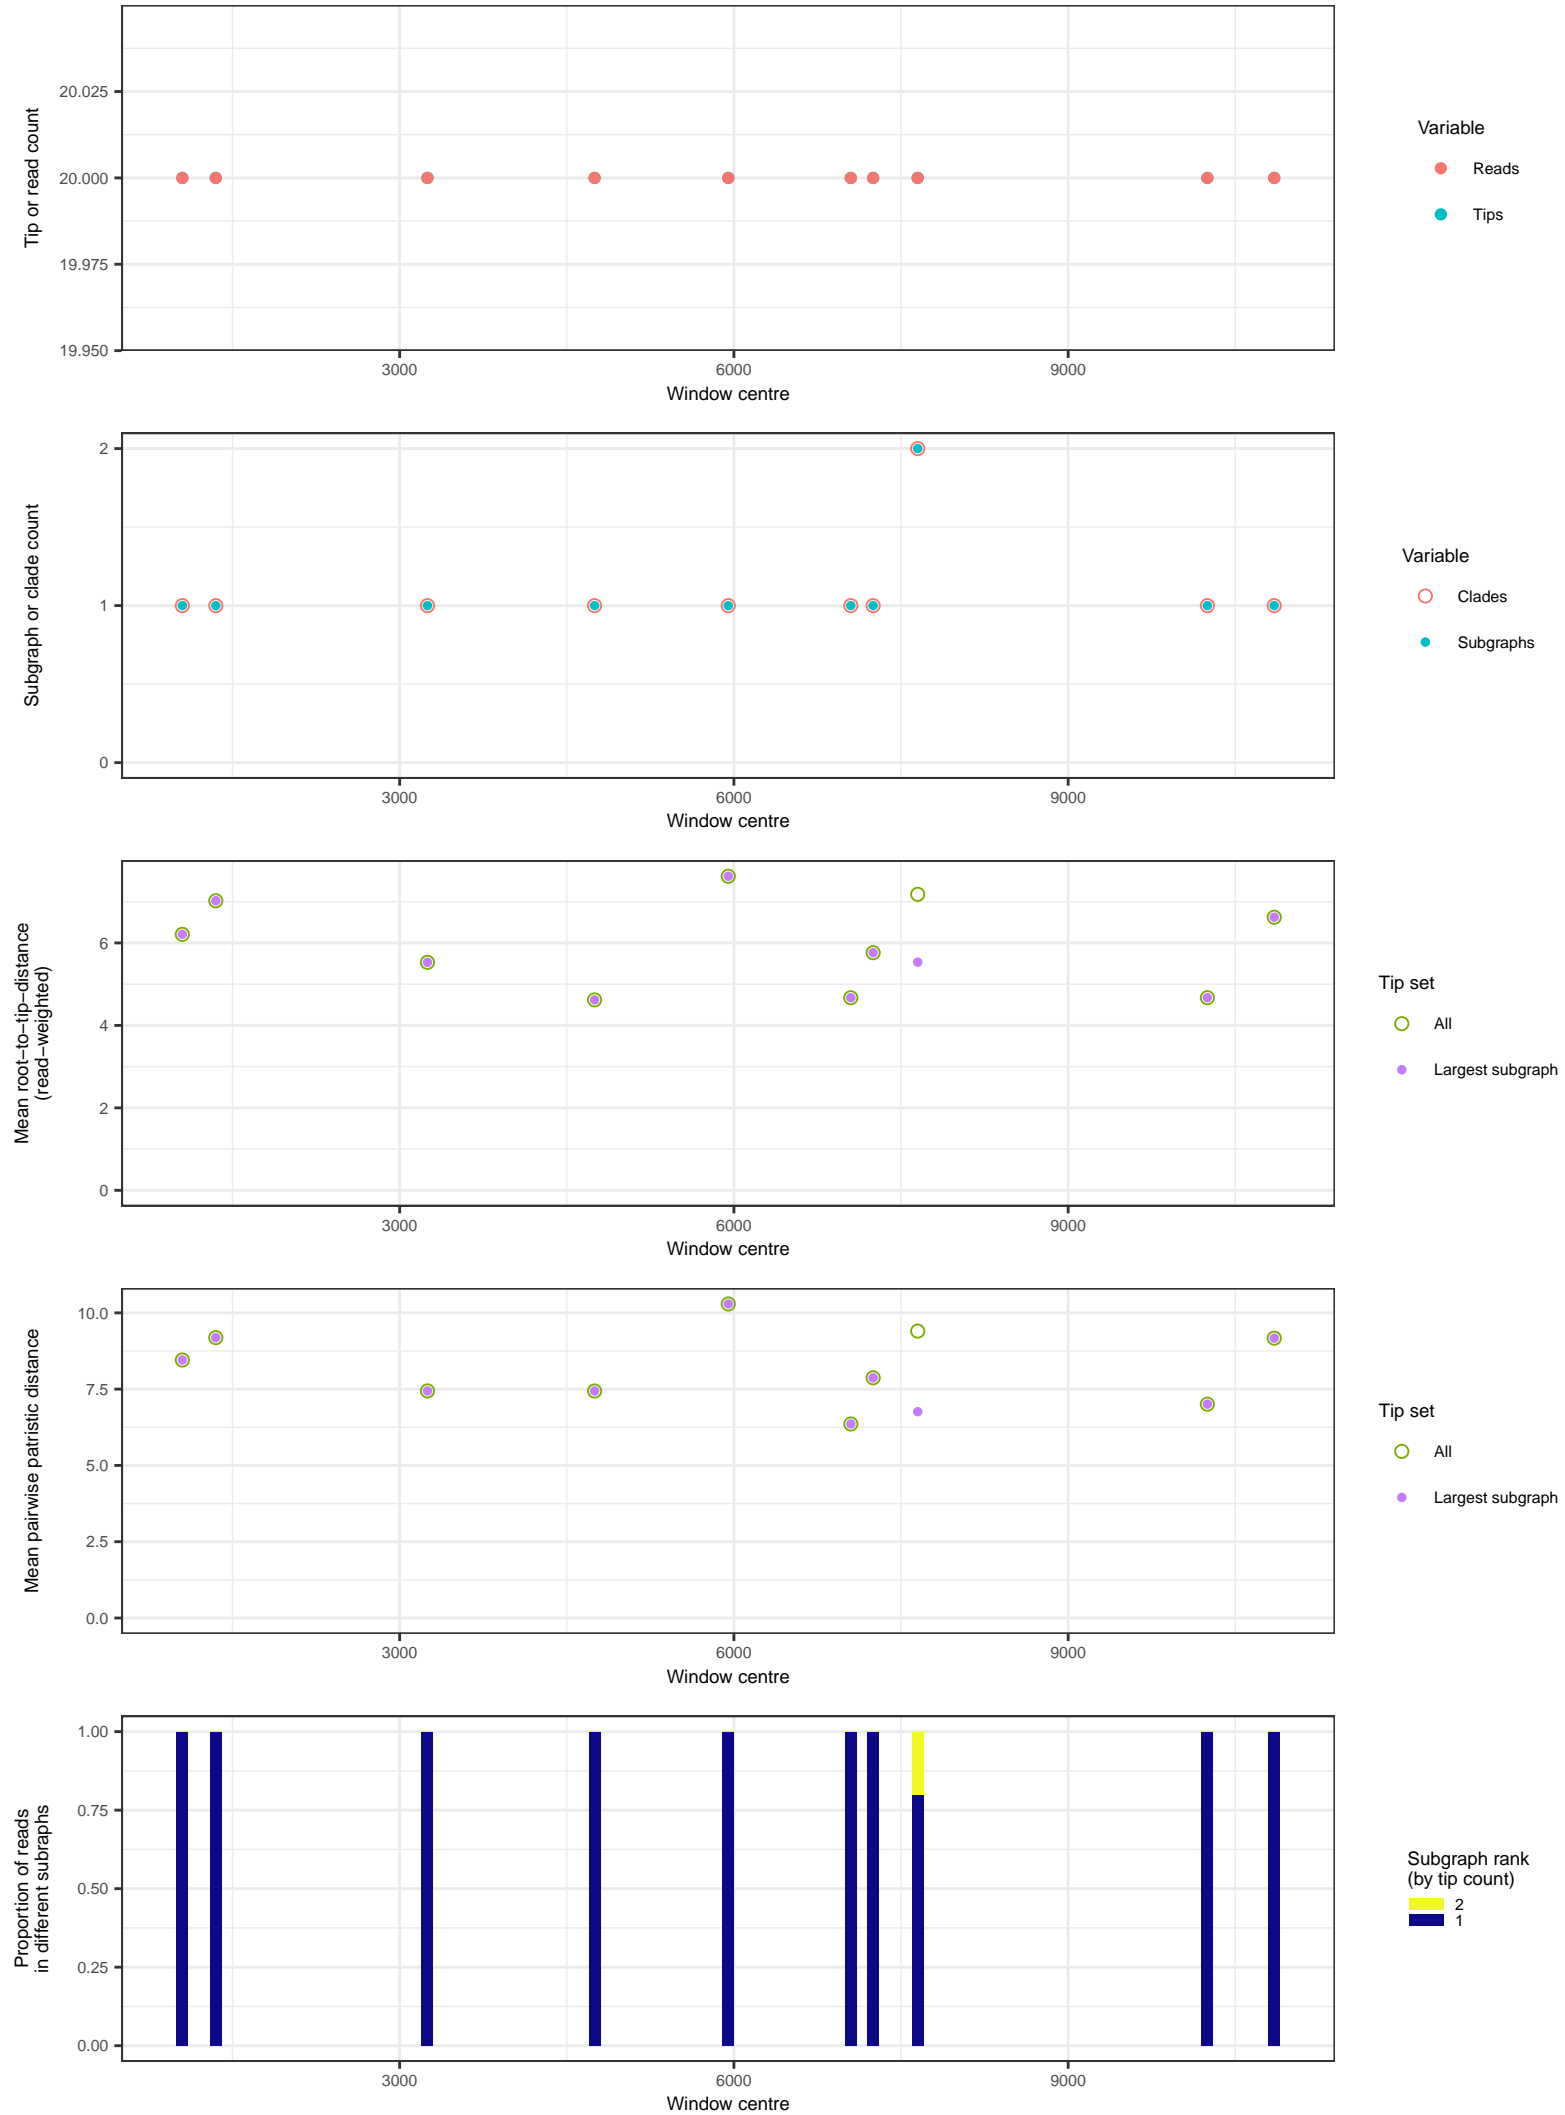 20.025
20.000
19.975
19.950
Tip or read count
3000 6000 9000
Window centre
Variable
Reads
Tips
2
1
0
Subgraph or clade count
3000 6000 9000
Window centre
Variable
Clades
Subgraphs
6
4
2
0
Mean root−to−tip−distance
(read−weighted)
3000 6000 9000
Window centre
Tip set
All
Largest subgraph
10.0
7.5
5.0
2.5
0.0
Mean pairwise patristic distance
3000 6000 9000
Window centre
Tip set
All
Largest subgraph
1.00
0.75
0.50
0.25
0.00
Proportion of reads
in different subraphs
3000 6000 9000
Window centre
Subgraph rank
(by tip count)
2
1